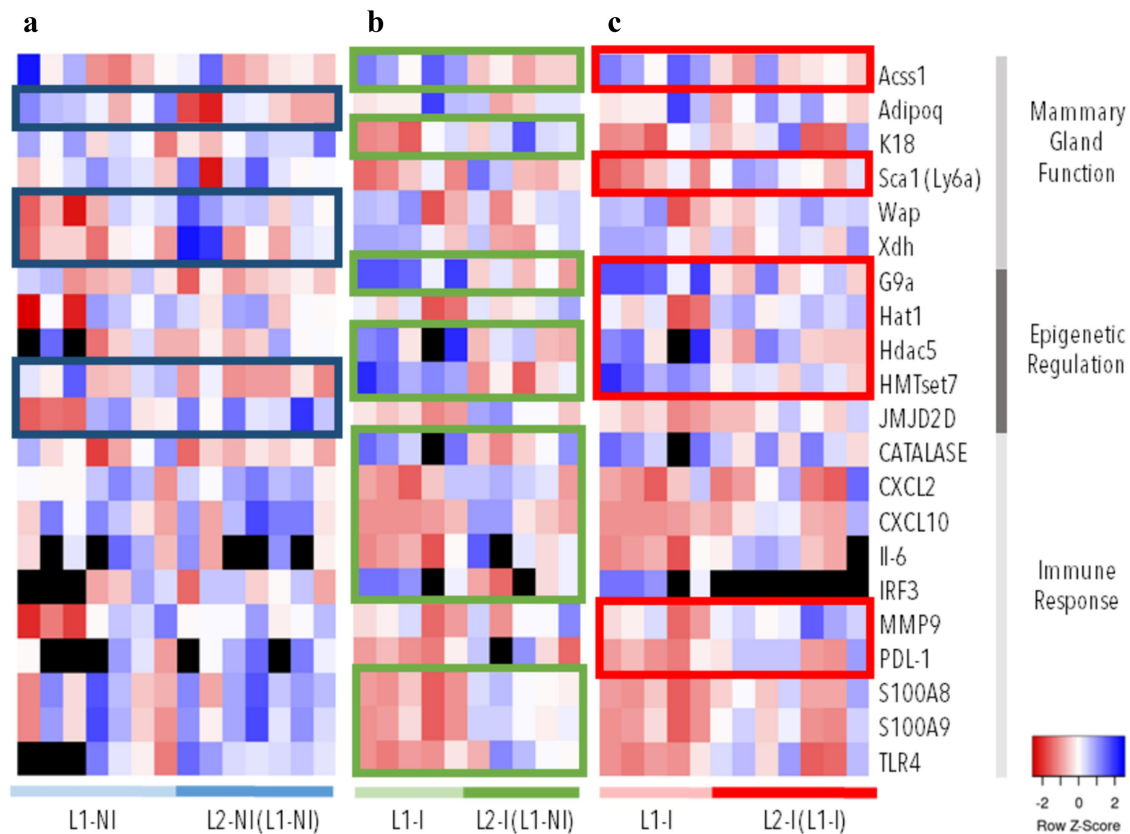 a
b
c
Acss1
Adipoq
K18
Sca1(Ly6a)
Wap
Xdh
G9a
Hat1
Hdac5
HMTset7
JMJD2D
CATALASE
CXCL2
CXCL10
Il-6
IRF3
MMP9
PDL-1
S100A8
S100A9
TLR4
Mammary
Gland
Function
Epigenetic
Regulation
Immune
Response
-2 0 2
Row Z-Score
L1-NI
L2-NI(L1-NI)
L1-I
L2-I(L1-NI)
L1-I
L2-I(L1-I)